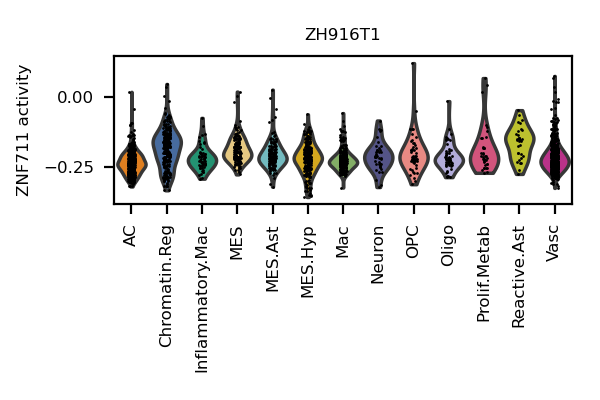 ZH916T1
ZNF711 activity
0.00
−0.25
AC
Chromatin.Reg
Inflammatory.Mac
MES
MES.Ast
MES.Hyp
Mac
Neuron
OPC
Oligo
Prolif.Metab
Reactive.Ast
Vasc